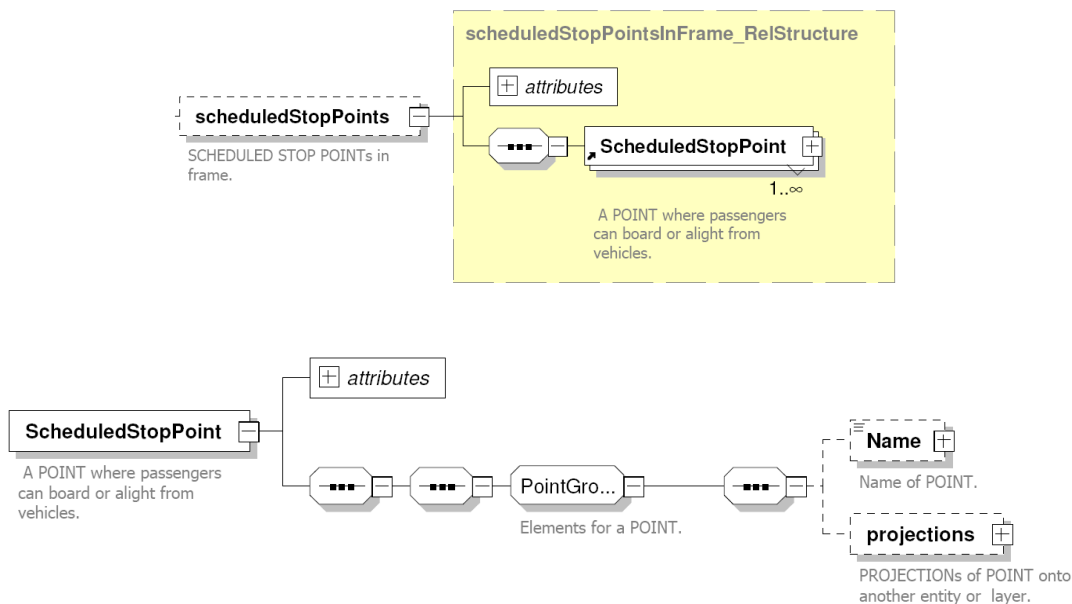 scheduledStopPointsInFrame_RelStructure
attributes
scheduledStopPoints
ScheduledStopPoint
SCHEDULED STOP POINTs in
frame.
1..∞
A POINT where passengers
can board or alight from
vehicles.
attributes
ScheduledStopPoint
A POINT where passengers
can board or alight from
vehicles.
PointGro...
Elements for a POINT.
Name
Name of POINT.
projections
PROJECTIONs of POINT onto
another entity or layer.